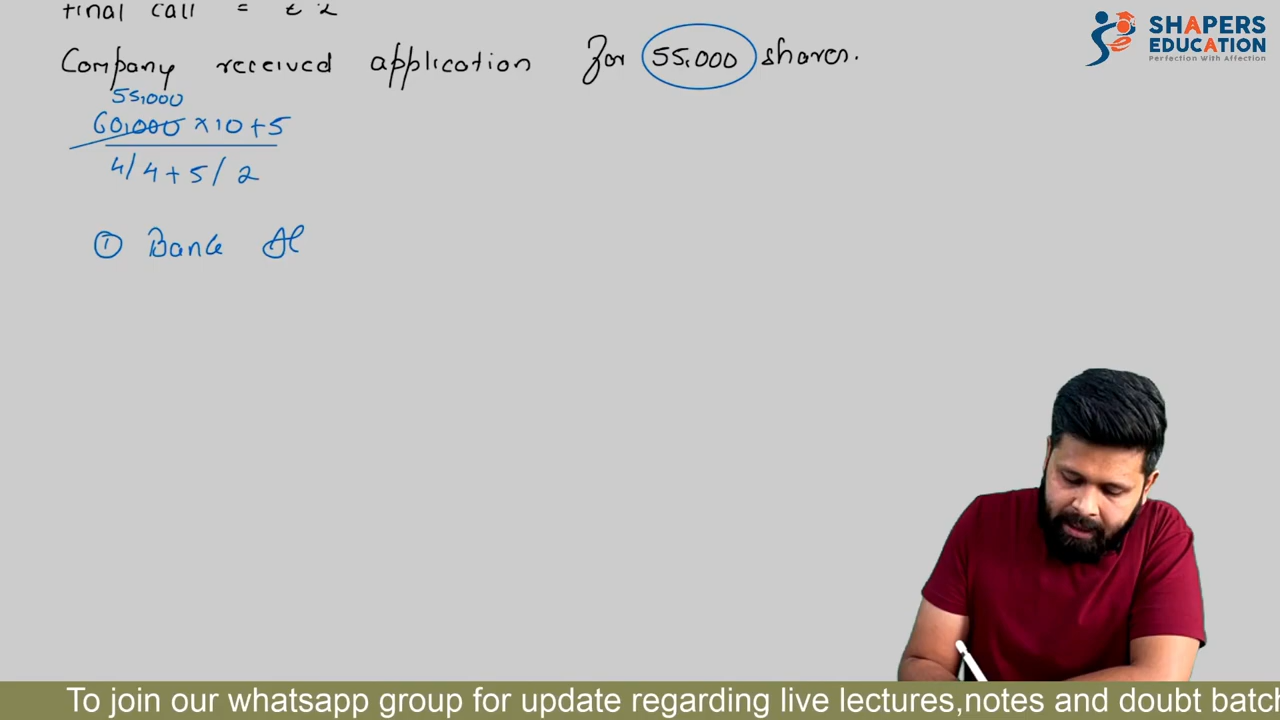 final call = ₹ 2
SHAPERS
EDUCATION
Perfection With Affection
Company received application for 55,000 shares.
55,000
60,000 × 10 + 5
4/ 4 + 5 / 2
① Bank A/c
To join our whatsapp group for update regarding live lectures,notes and doubt batch